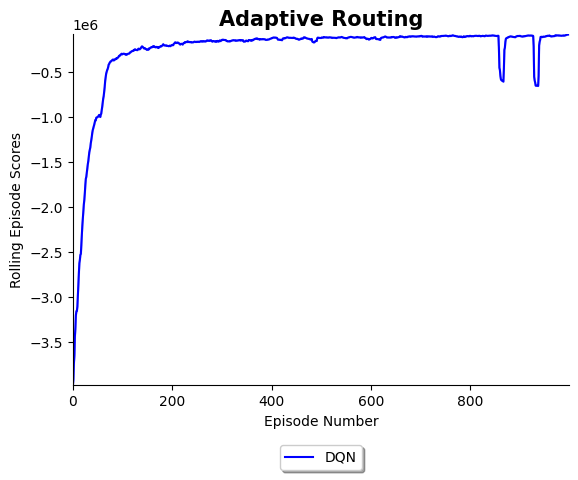 Adaptive Routing
1e6
−0.5
−1.0
−1.5
−2.0
−2.5
−3.0
−3.5
Rolling Episode Scores
0 200 400 600 800
Episode Number
DQN